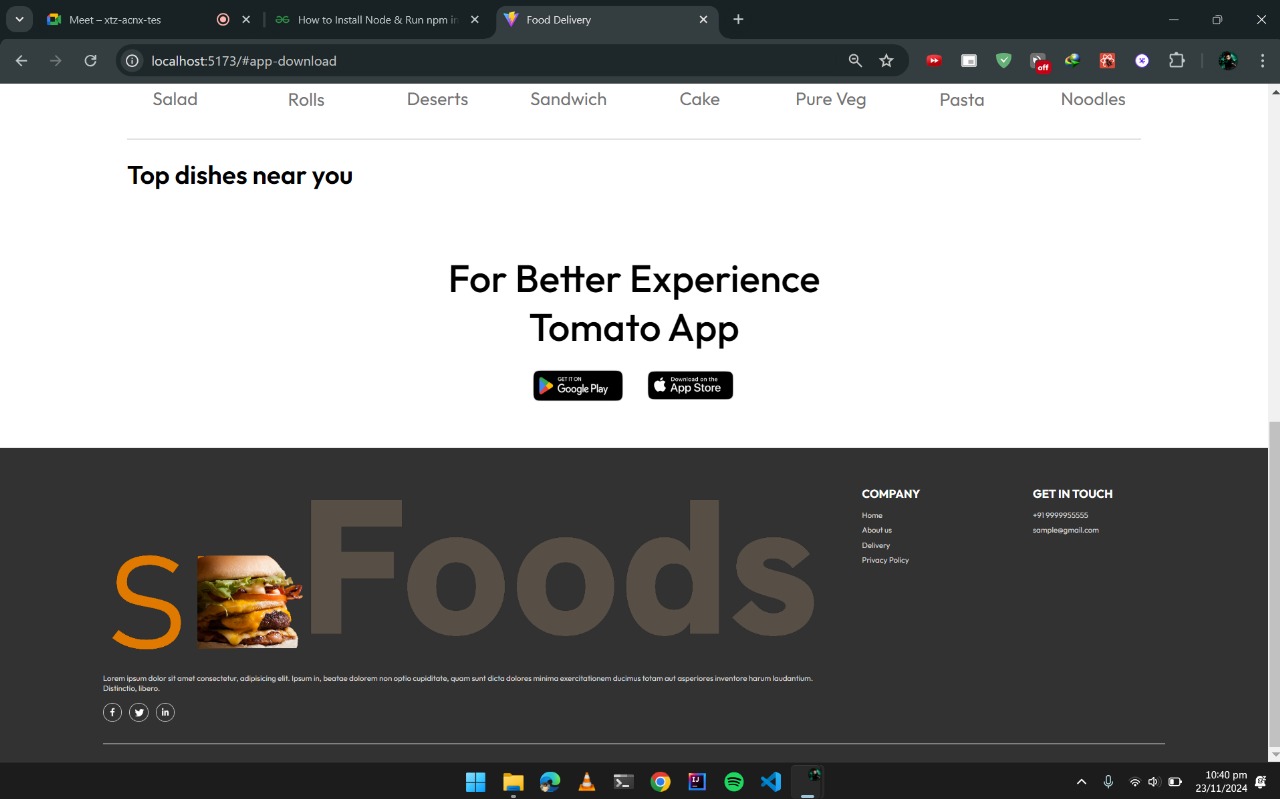 Meet – xtz-acnx-tes
How to Install Node & Run npm in
Food Delivery
localhost:5173/#app-download
off
Salad Rolls Deserts Sandwich Cake Pure Veg Pasta Noodles
Top dishes near you
For Better Experience
Tomato App
GET IT ON
Google Play
Download on the
App Store
S Foods
COMPANY
Home
About us
Delivery
Privacy Policy
GET IN TOUCH
+91 9999955555
sample@gmail.com
Lorem ipsum dolor sit amet consectetur, adipisicing elit. Ipsum in, beatae dolorem non optio cupiditate, quam sunt dicta dolores minima exercitationem ducimus totam aut asperiores inventore harum laudantium.
Distinctio, libero.
f
in
IJ
10:40 pm
23/11/2024